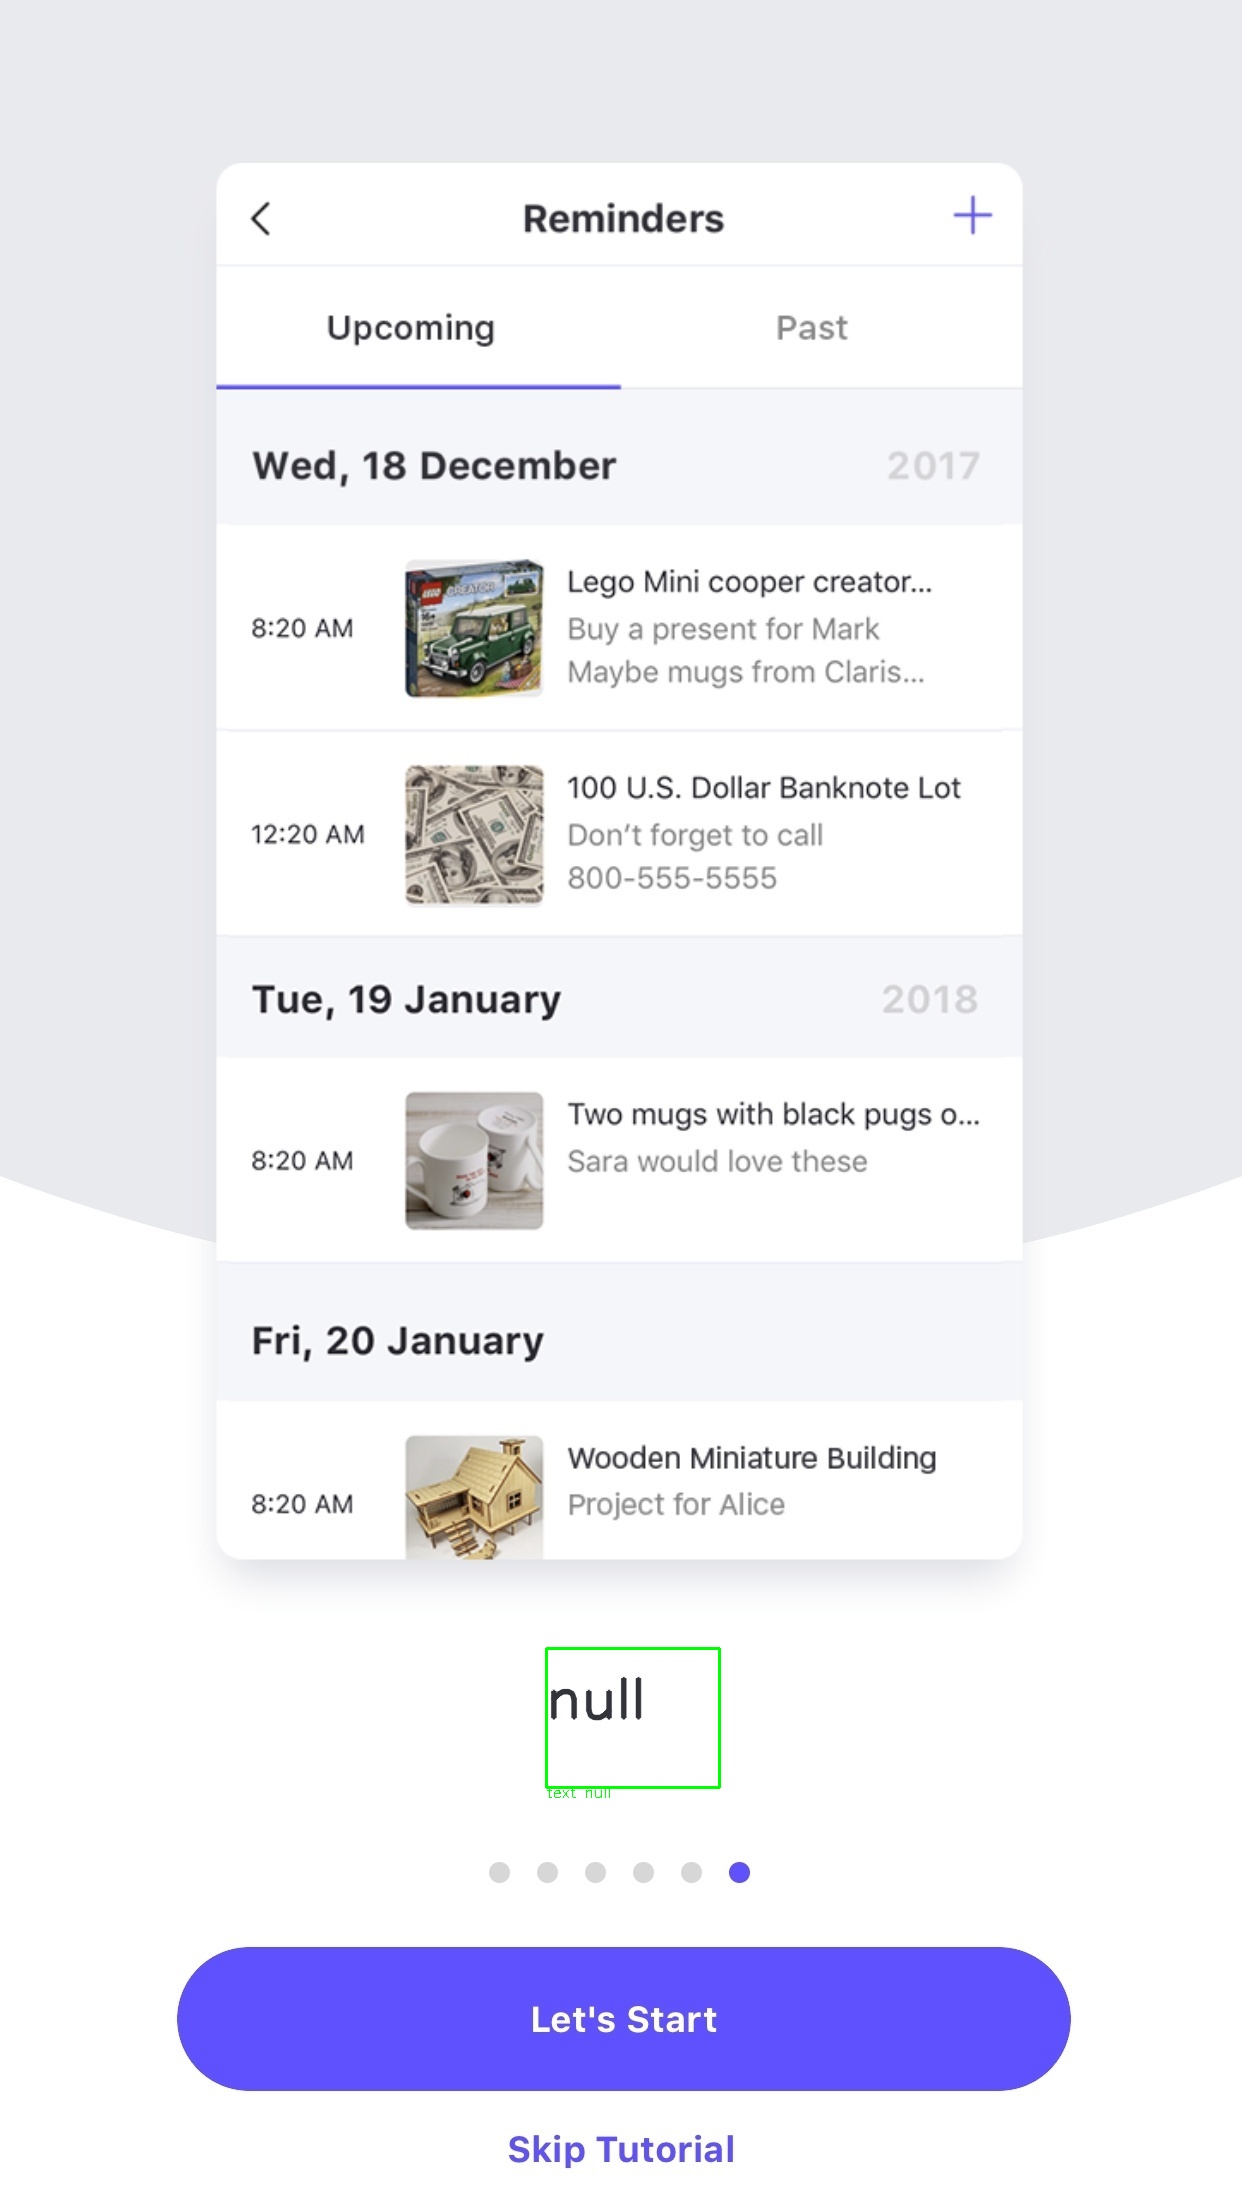 Reminders
Upcoming
Past
Wed, 18 December
2017
8:20 AM
LEGO
CREATOR
Lego Mini cooper creator...
Buy a present for Mark
Maybe mugs from Claris...
12:20 AM
100 U.S. Dollar Banknote Lot
Don’t forget to call
800-555-5555
Tue, 19 January
2018
8:20 AM
Two mugs with black pugs o...
Sara would love these
Fri, 20 January
8:20 AM
Wooden Miniature Building
Project for Alice
null
text null
Let's Start
Skip Tutorial